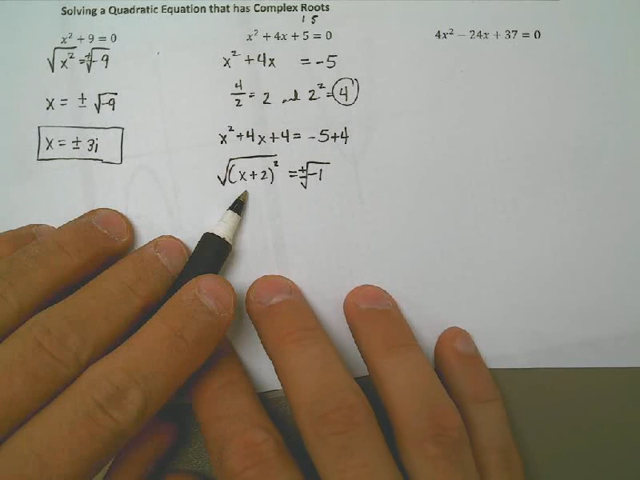 Solving a Quadratic Equation that has Complex Roots
1 5
x² + 9 = 0
√x² = ±√-9
x = ± √-9
x = ± 3i
x² + 4x + 5 = 0
x² + 4x = -5
4/2 = 2 and 2² = 4
x² + 4x + 4 = -5 + 4
√(x + 2)² = ±√-1
4x² − 24x + 37 = 0